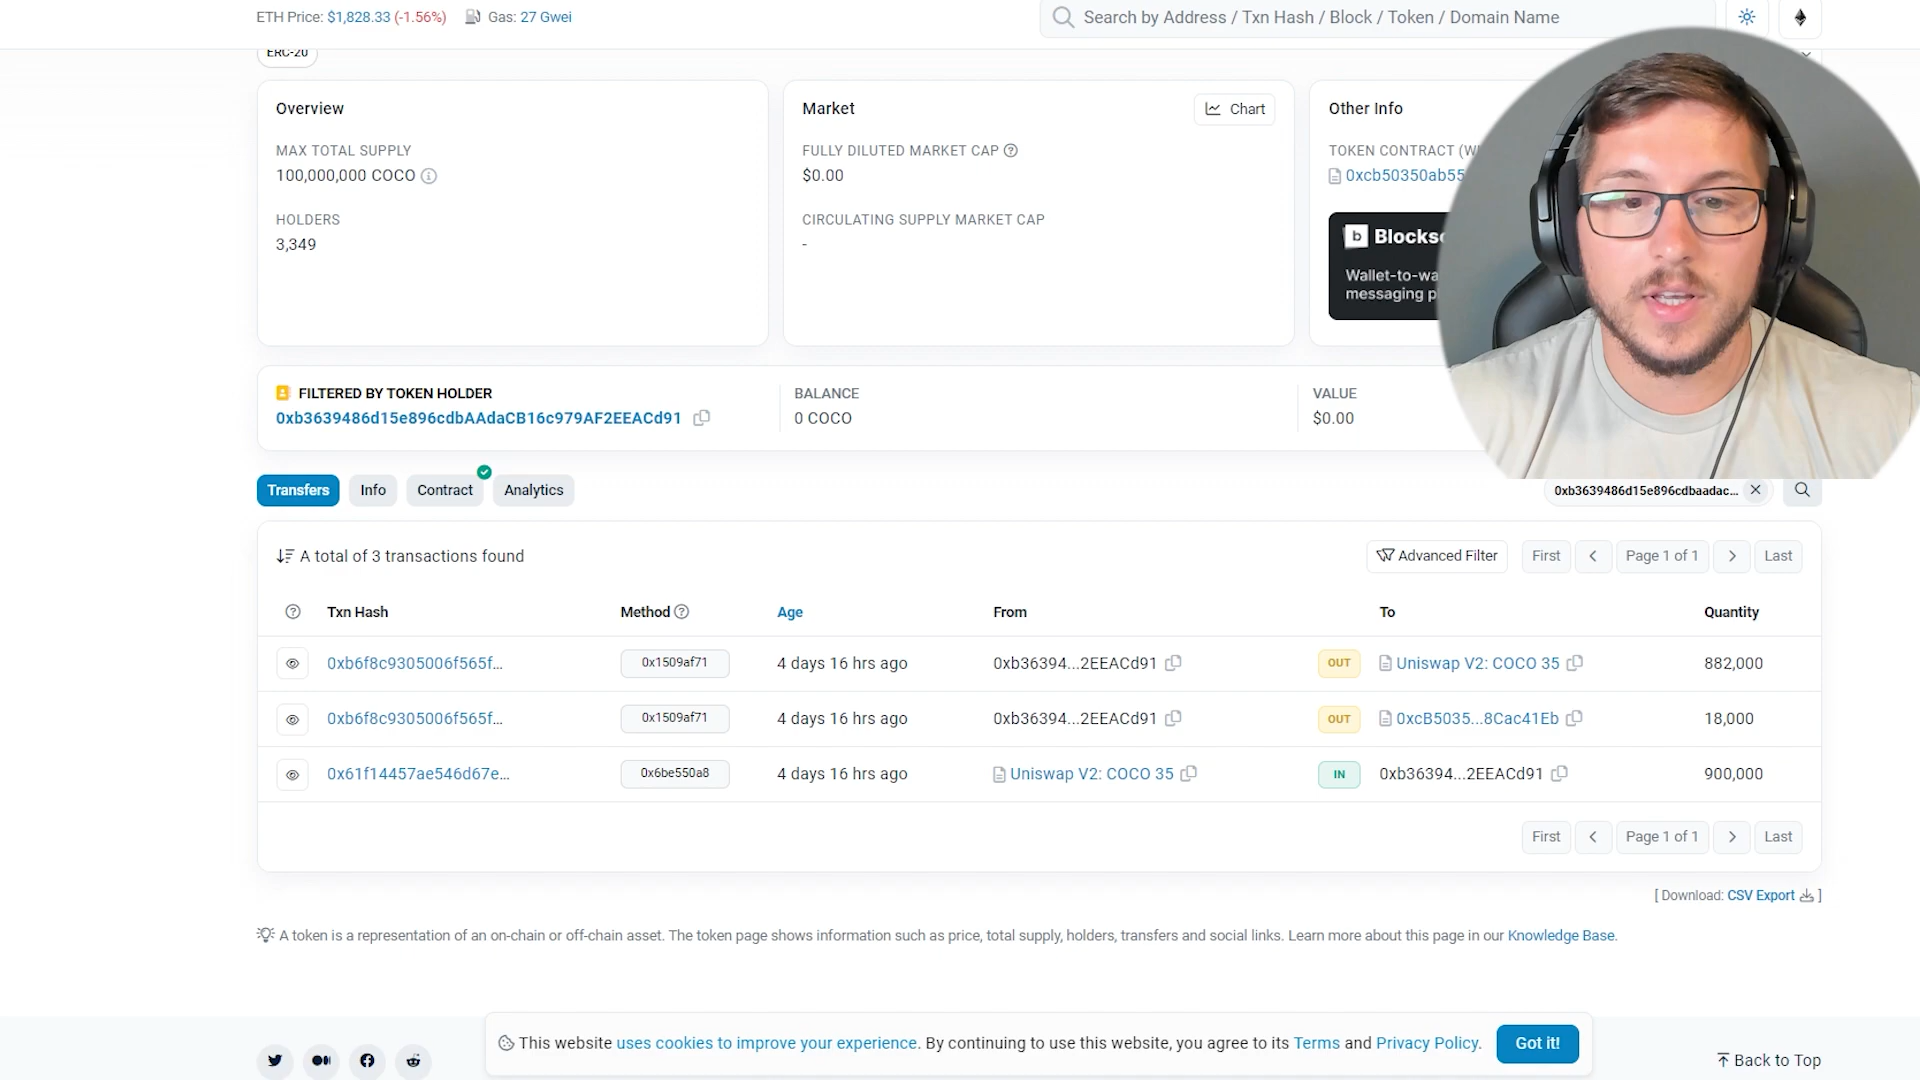 ETH Price: $1,828.33 (-1.56%) Gas: 27 Gwei
Search by Address / Txn Hash / Block / Token / Domain Name
ERC-20
Overview
MAX TOTAL SUPPLY
100,000,000 COCO
HOLDERS
3,349
Market
Chart
FULLY DILUTED MARKET CAP
$0.00
CIRCULATING SUPPLY MARKET CAP
-
Other Info
TOKEN CONTRACT
0xcb50350ab55
b
Wallet-to-wa
messaging p
FILTERED BY TOKEN HOLDER
0xb3639486d15e896cdbAAdaCB16c979AF2EEACd91
BALANCE
0 COCO
VALUE
$0.00
Transfers Info Contract Analytics
0xb3639486d15e896cdbaadac...
A total of 3 transactions found
Advanced Filter First Page 1 of 1 Last
Txn Hash Method Age From To Quantity
0xb6f8c9305006f565f... 0x1509af71 4 days 16 hrs ago 0xb36394...2EEACd91 OUT Uniswap V2: COCO 35 882,000
0xb6f8c9305006f565f... 0x1509af71 4 days 16 hrs ago 0xb36394...2EEACd91 OUT 0xcB5035...8Cac41Eb 18,000
0x61f14457ae546d67e... 0x6be550a8 4 days 16 hrs ago Uniswap V2: COCO 35 IN 0xb36394...2EEACd91 900,000
First Page 1 of 1 Last
[ Download: CSV Export ]
A token is a representation of an on-chain or off-chain asset. The token page shows information such as price, total supply, holders, transfers and social links. Learn more about this page in our Knowledge Base.
This website uses cookies to improve your experience. By continuing to use this website, you agree to its Terms and Privacy Policy.
Got it!
Back to Top